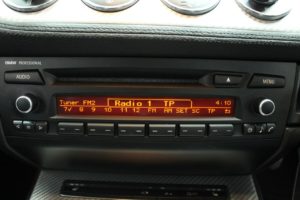 BMW PROFESSIONAL
AUDIO
MENU
Tuner FM2 Radio 1 TP 4:10
7V 8 9 10 11 12 FM AM SET SC TP